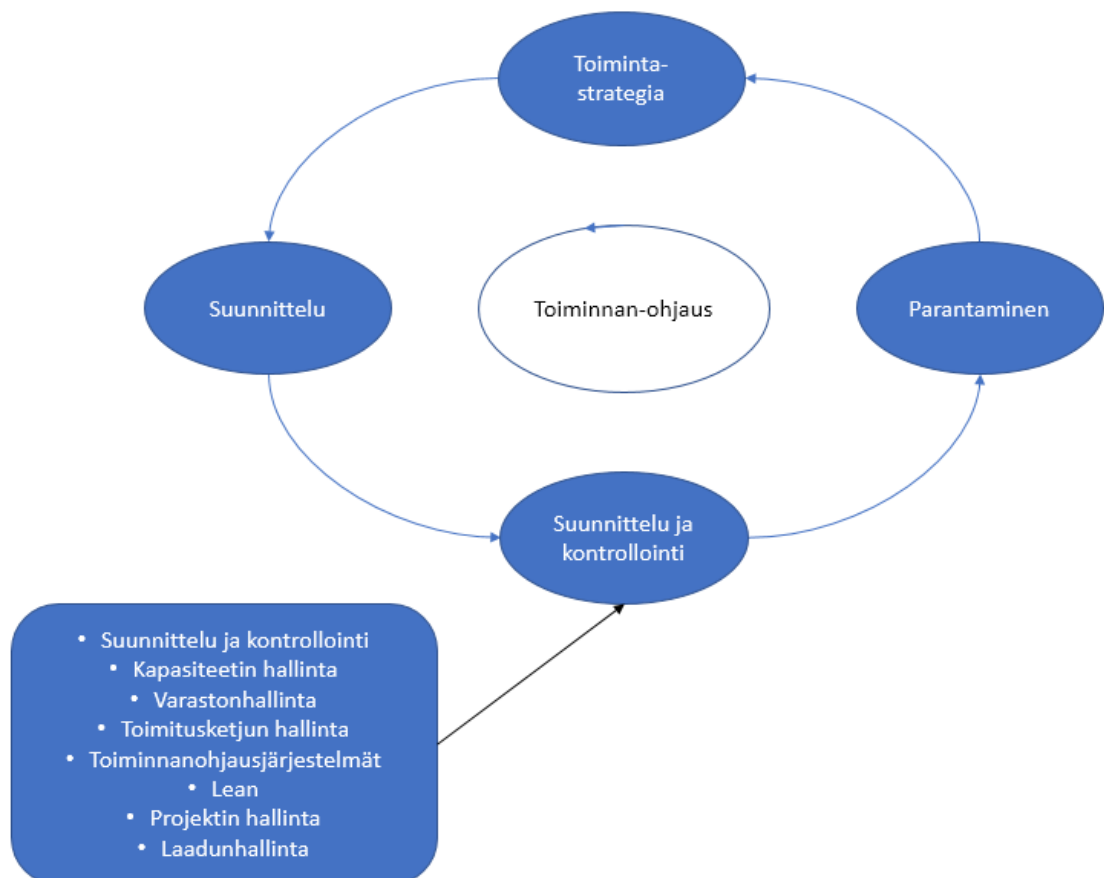 Toiminta-
strategia
Suunnittelu
Toiminnan-ohjaus
Parantaminen
Suunnittelu ja
kontrollointi
• Suunnittelu ja kontrollointi
• Kapasiteetin hallinta
• Varastonhallinta
• Toimitusketjun hallinta
• Toiminnanohjausjärjestelmät
• Lean
• Projektin hallinta
• Laadunhallinta